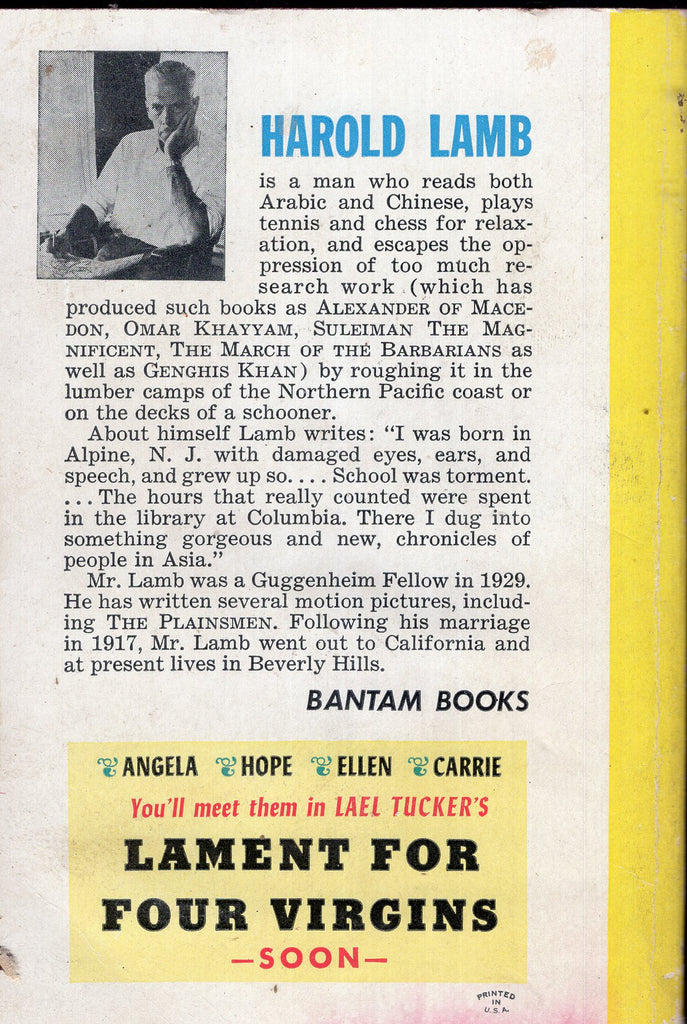 HAROLD LAMB
is a man who reads both
Arabic and Chinese, plays
tennis and chess for relax-
ation, and escapes the op-
pression of too much re-
search work (which has
produced such books as ALEXANDER OF MACE-
DON, OMAR KHAYYAM, SULEIMAN THE MAG-
NIFICENT, THE MARCH OF THE BARBARIANS as
well as GENGHIS KHAN) by roughing it in the
lumber camps of the Northern Pacific coast or
on the decks of a schooner.
About himself Lamb writes: "I was born in
Alpine, N. J. with damaged eyes, ears, and
speech, and grew up so.... School was torment.
...The hours that really counted were spent
in the library at Columbia. There I dug into
something gorgeous and new, chronicles of
people in Asia."
Mr. Lamb was a Guggenheim Fellow in 1929.
He has written several motion pictures, includ-
ing THE PLAINSMEN. Following his marriage
in 1917, Mr. Lamb went out to California and
at present lives in Beverly Hills.
BANTAM BOOKS
ANGELA HOPE ELLEN CARRIE
You'll meet them in LAEL TUCKER'S
LAMENT FOR
FOUR VIRGINS
—SOON—
PRINTED
IN
U.S.A.